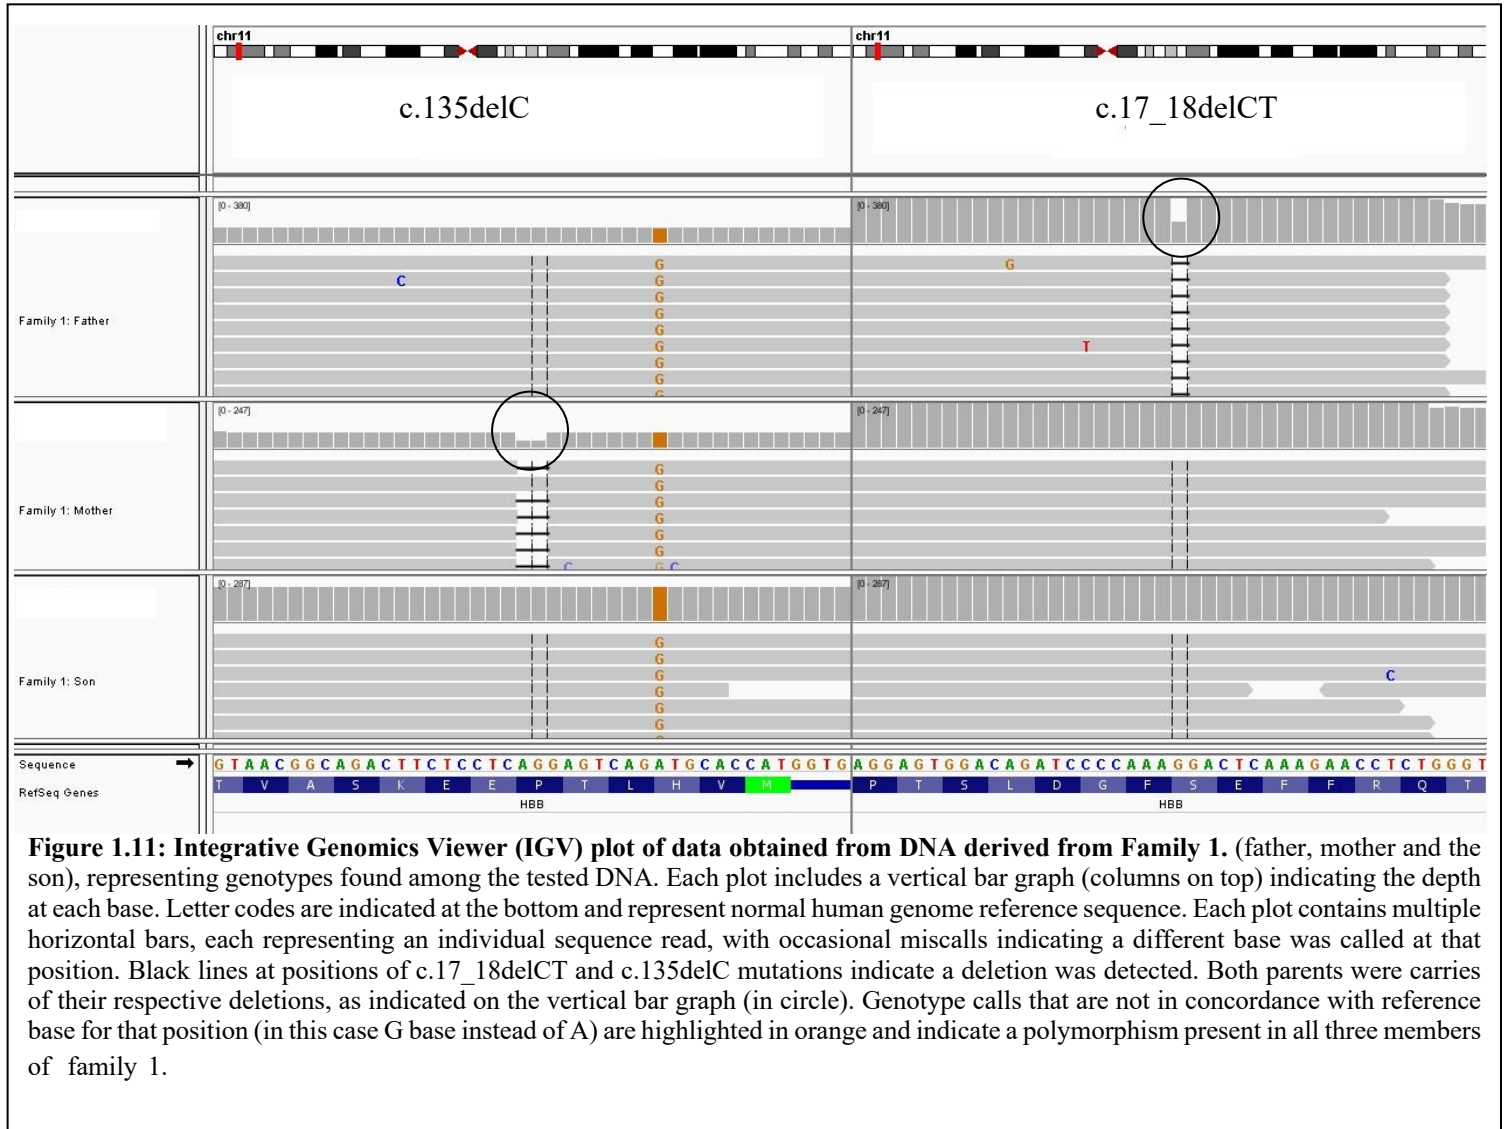 chr11 chr11
c.135delC c.17_18delCT
[0 - 380] [0 - 380]
G G
C G
G
G
G
Family 1: Father G T
G
G
G
[0 - 247] [0 - 247]
G
G
G
Family 1: Mother G
G
G
C G C
[0 - 287] [0 - 287]
G
G
Family 1: Son G C
G
G
G
Sequence G T A A C G G C A G A C T T C T C C T C A G G A G T C A G A T G C A C C A T G G T G A G G A G T G G A C A G A T C C C C A A A G G A C T C A A A G A A C C T C T G G G T
RefSeq Genes T V A S K E E P T L H V M P T S L D G F S E F F R Q T
HBB HBB
Figure 1.11: Integrative Genomics Viewer (IGV) plot of data obtained from DNA derived from Family 1. (father, mother and the
son), representing genotypes found among the tested DNA. Each plot includes a vertical bar graph (columns on top) indicating the depth
at each base. Letter codes are indicated at the bottom and represent normal human genome reference sequence. Each plot contains multiple
horizontal bars, each representing an individual sequence read, with occasional miscalls indicating a different base was called at that
position. Black lines at positions of c.17_18delCT and c.135delC mutations indicate a deletion was detected. Both parents were carries
of their respective deletions, as indicated on the vertical bar graph (in circle). Genotype calls that are not in concordance with reference
base for that position (in this case G base instead of A) are highlighted in orange and indicate a polymorphism present in all three members
of family 1.